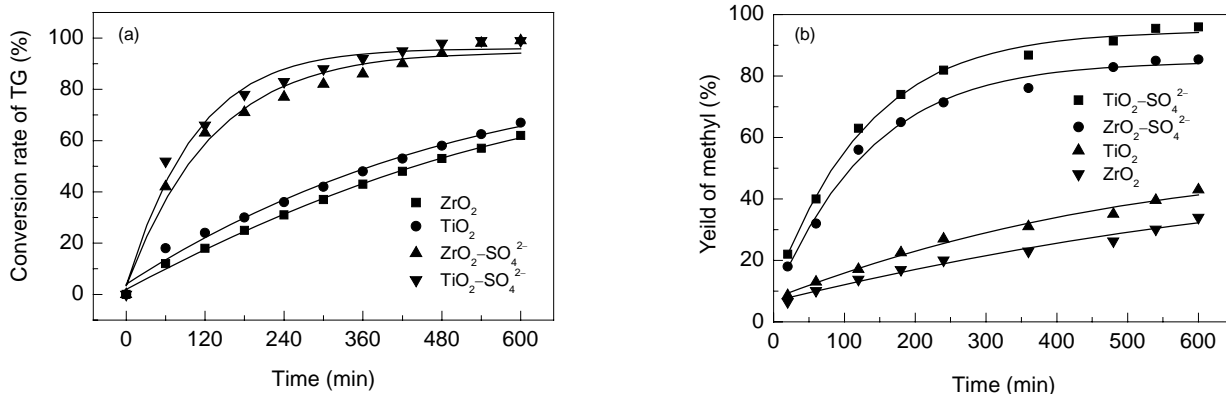 (a)
Conversion rate of TG (%)
100
80
60
40
20
0
ZrO₂
TiO₂
ZrO₂–SO₄²⁻
TiO₂–SO₄²⁻
0 120 240 360 480 600
Time (min)
(b)
Yeild of methyl (%)
100
80
60
40
20
0
TiO₂–SO₄²⁻
ZrO₂–SO₄²⁻
TiO₂
ZrO₂
0 100 200 300 400 500 600
Time (min)